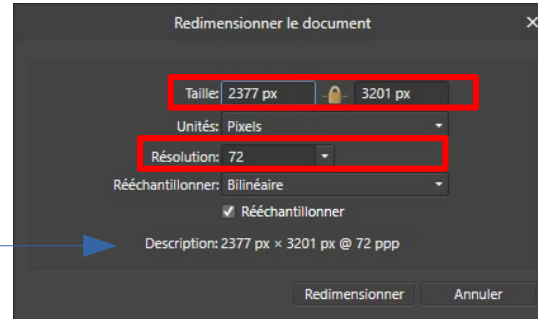 Redimensionner le document
Taille: 2377 px 3201 px
Unités: Pixels
Résolution: 72
Rééchantillonner: Bilinéaire
Rééchantillonner
Description: 2377 px × 3201 px @ 72 ppp
Redimensionner Annuler